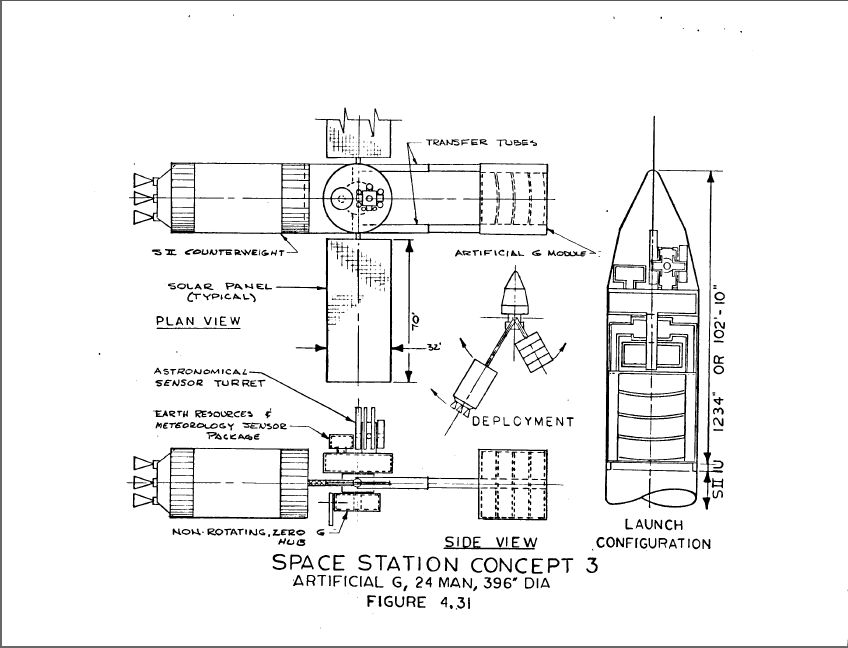 TRANSFER TUBES
S II COUNTERWEIGHT
ARTIFICIAL G MODULE
SOLAR PANEL
(TYPICAL)
PLAN VIEW
70'
32'
ASTRONOMICAL
SENSOR TURRET
EARTH RESOURCES &
METEOROLOGY SENSOR
PACKAGE
DEPLOYMENT
NON-ROTATING, ZERO G
HUB
SIDE VIEW
1234" OR 102'-10"
S II IU
LAUNCH
CONFIGURATION
SPACE STATION CONCEPT 3
ARTIFICIAL G, 24 MAN, 396" DIA
FIGURE 4.31